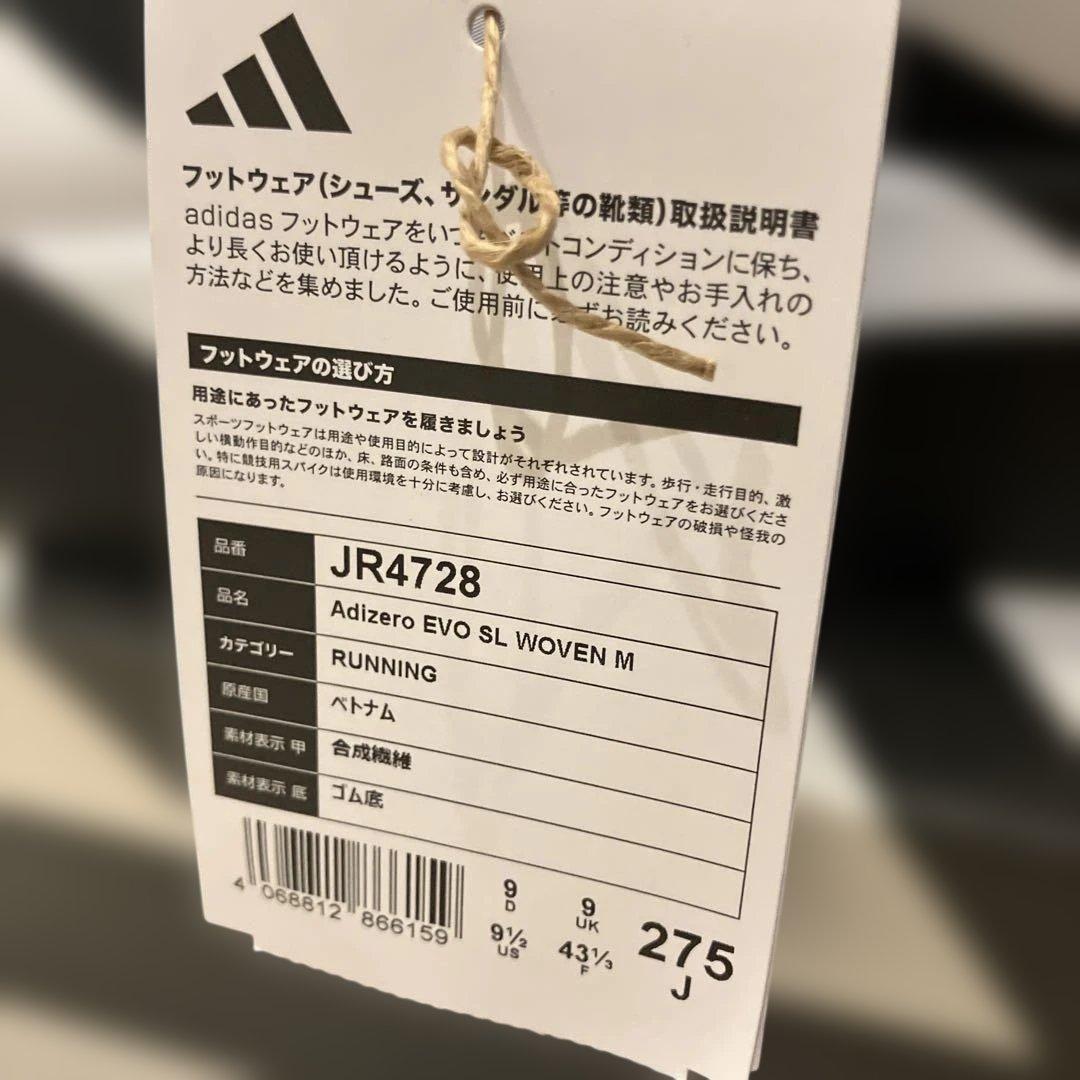 フットウェア(シューズ、サンダル等の靴類)取扱説明書
adidas フットウェアをいつ コンディションに保ち、
より長くお使い頂けるように、使用上の注意やお手入れの
方法などを集めました。ご使用前に必ずお読みください。
フットウェアの選び方
用途にあったフットウェアを履きましょう
スポーツフットウェアは用途や使用目的によって設計がそれぞれされています。歩行・走行目的、激
しい横動作目的などのほか、床、路面の条件も含め、必ず用途に合ったフットウェアをお選びくださ
い。特に競技用スパイクは使用環境を十分に考慮し、お選びください。フットウェアの破損や怪我の
原因になります。
品番 JR4728
品名 Adizero EVO SL WOVEN M
カテゴリー RUNNING
原産国 ベトナム
素材表示 甲 合成繊維
素材表示 底 ゴム底
4 068812 866159
9 D
9 UK
9½ US
43⅓ F
275 J